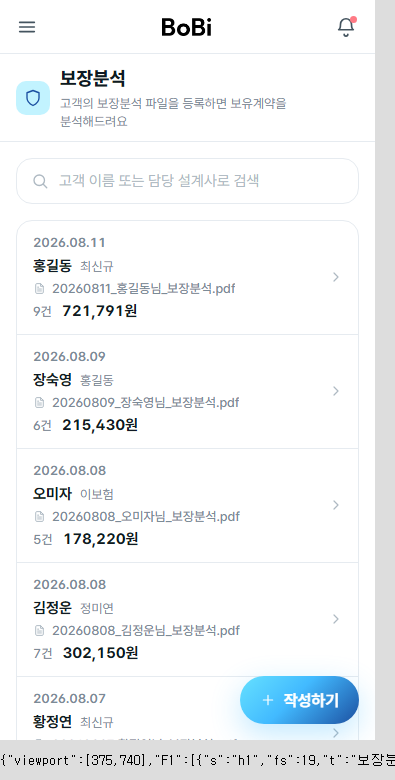 BoBi
보장분석
고객의 보장분석 파일을 등록하면 보유계약을
분석해드려요
고객 이름 또는 담당 설계사로 검색
2026.08.11
홍길동 최신규
20260811_홍길동님_보장분석.pdf
9건 721,791원
2026.08.09
장숙영 홍길동
20260809_장숙영님_보장분석.pdf
6건 215,430원
2026.08.08
오미자 이보험
20260808_오미자님_보장분석.pdf
5건 178,220원
2026.08.08
김정운 정미연
20260808_김정운님_보장분석.pdf
7건 302,150원
2026.08.07
+ 작성하기
황정연 최신규
{"viewport":[375,740],"F1":[{"s":"h1","fs":19,"t":"보장분